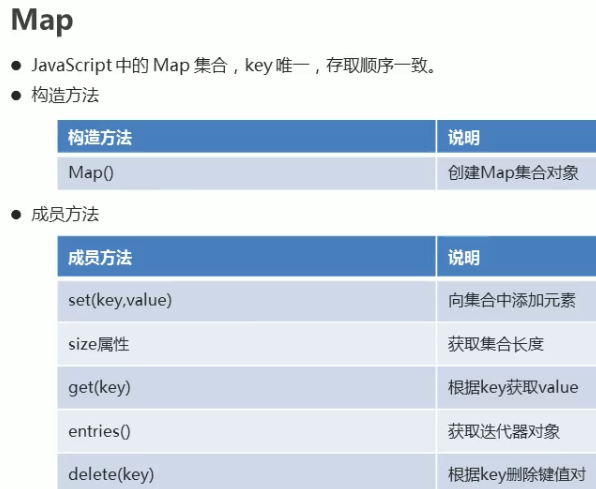 Map
● JavaScript 中的 Map 集合，key 唯一，存取顺序一致。
● 构造方法
构造方法 说明
Map() 创建Map集合对象
● 成员方法
成员方法 说明
set(key,value) 向集合中添加元素
size属性 获取集合长度
get(key) 根据key获取value
entries() 获取迭代器对象
delete(key) 根据key删除键值对